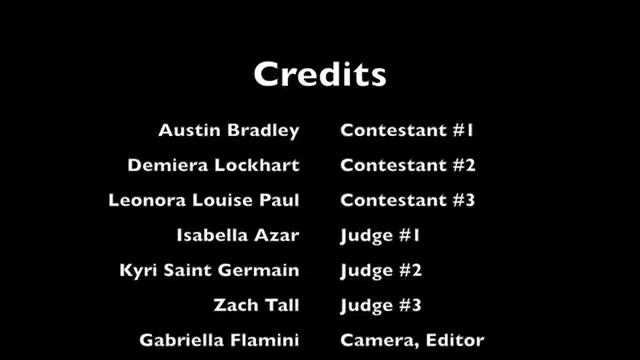 Credits
Austin Bradley Contestant #1
Demiera Lockhart Contestant #2
Leonora Louise Paul Contestant #3
Isabella Azar Judge #1
Kyri Saint Germain Judge #2
Zach Tall Judge #3
Gabriella Flamini Camera, Editor